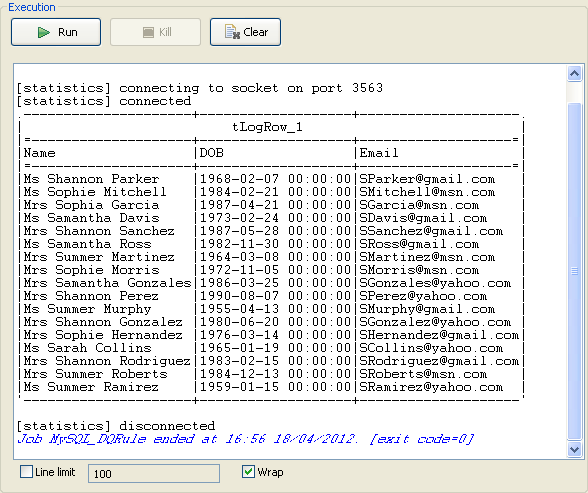 Execution
Run Kill Clear
[statistics] connecting to socket on port 3563
[statistics] connected
.---------------------+-------------------+-------------------.
| tLogRow_1 |
|=--------------------+-------------------+------------------=|
|Name |DOB |Email |
|=--------------------+-------------------+------------------=|
|Ms Shannon Parker |1968-02-07 00:00:00|SParker@gmail.com |
|Ms Sophie Mitchell |1984-02-21 00:00:00|SMitchell@msn.com |
|Mrs Sophia Garcia |1987-04-21 00:00:00|SGarcia@msn.com |
|Ms Samantha Davis |1973-02-24 00:00:00|SDavis@gmail.com |
|Mrs Shannon Sanchez |1987-05-28 00:00:00|SSanchez@gmail.com |
|Ms Samantha Ross |1982-11-30 00:00:00|SRoss@gmail.com |
|Mrs Summer Martinez |1964-03-08 00:00:00|SMartinez@msn.com |
|Mrs Sophie Morris |1972-11-05 00:00:00|SMorris@msn.com |
|Mrs Samantha Gonzales|1986-03-25 00:00:00|SGonzales@yahoo.com|
|Mrs Shannon Perez |1990-08-07 00:00:00|SPerez@yahoo.com |
|Ms Summer Murphy |1955-04-13 00:00:00|SMurphy@gmail.com |
|Mrs Shannon Gonzalez |1980-06-20 00:00:00|SGonzalez@yahoo.com|
|Mrs Sophie Hernandez |1976-03-14 00:00:00|SHernandez@gmail.com|
|Ms Sarah Collins |1965-01-19 00:00:00|SCollins@yahoo.com |
|Mrs Shannon Rodriguez|1983-02-15 00:00:00|SRodriguez@gmail.com|
|Mrs Summer Roberts |1984-12-13 00:00:00|SRoberts@msn.com |
|Ms Summer Ramirez |1959-01-15 00:00:00|SRamirez@yahoo.com |
'---------------------+-------------------+-------------------'
[statistics] disconnected
Job MySQL_DQRule ended at 16:56 18/04/2012. [exit code=0]
Line limit 100 Wrap